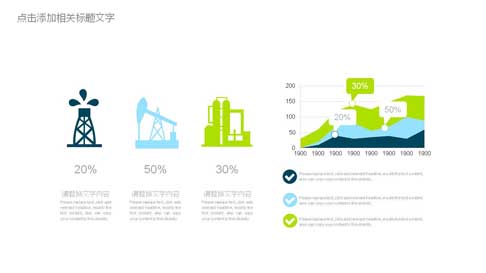 点击添加相关标题文字
20%
50%
30%
请替换文字内容
请替换文字内容
请替换文字内容
Please replace text, click add
relevant headline, modify the
text content, also can copy
your content to this directly.
Please replace text, click add
relevant headline, modify the
text content, also can copy
your content to this directly.
Please replace text, click add
relevant headline, modify the
text content, also can copy
your content to this directly.
200
150
100
50
0
1900 1900 1900 1900 1900 1900 1900 1900
30%
20%
50%
Please replace text, click add relevant headline, modify the text content,
also can copy your content to this directly.
Please replace text, click add relevant headline, modify the text content,
also can copy your content to this directly.
Please replace text, click add relevant headline, modify the text content,
also can copy your content to this directly.